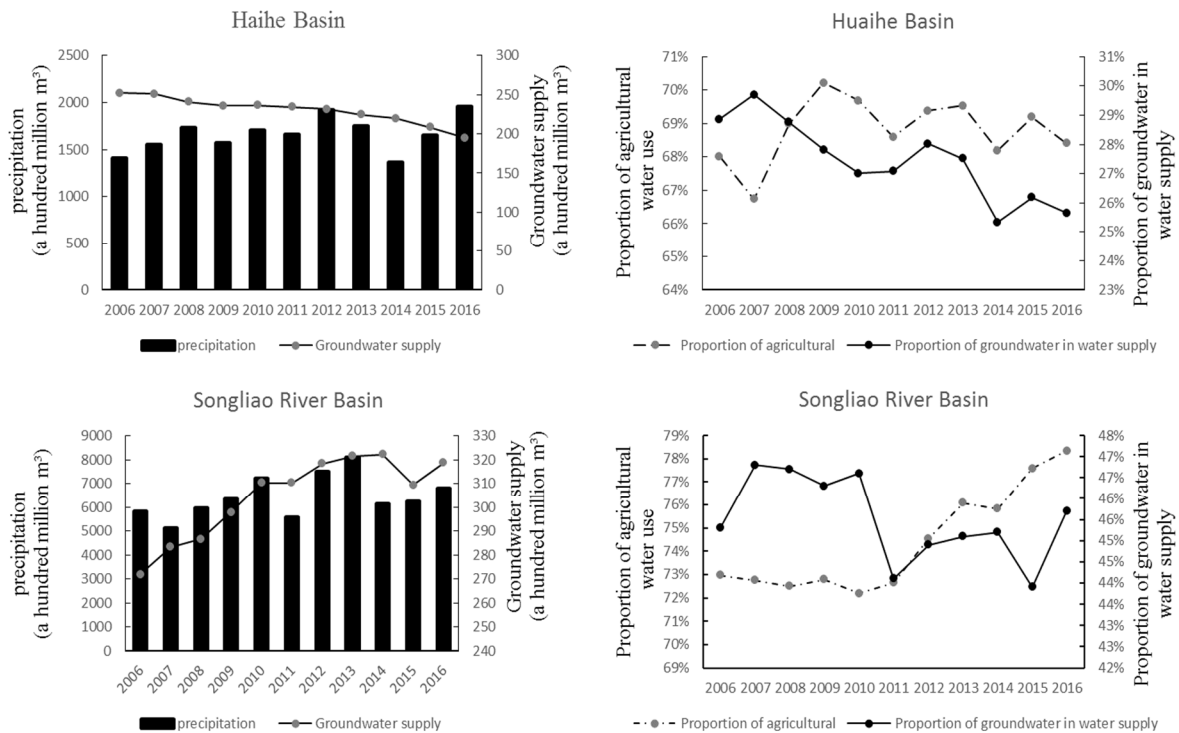 Haihe Basin
precipitation
(a hundred million m³)
2500
2000
1500
1000
500
0
300
250
200
150
100
50
0
Groundwater supply
(a hundred million m³)
2006 2007 2008 2009 2010 2011 2012 2013 2014 2015 2016
precipitation Groundwater supply
Huaihe Basin
Proportion of agricultural
water use
71%
70%
69%
68%
67%
66%
65%
64%
31%
30%
29%
28%
27%
26%
25%
24%
23%
Proportion of groundwater in
water supply
2006 2007 2008 2009 2010 2011 2012 2013 2014 2015 2016
Proportion of agricultural Proportion of groundwater in water supply
Songliao River Basin
precipitation
(a hundred million m³)
9000
8000
7000
6000
5000
4000
3000
2000
1000
0
330
320
310
300
290
280
270
260
250
240
Groundwater supply
(a hundred million m³)
2006 2007 2008 2009 2010 2011 2012 2013 2014 2015 2016
precipitation Groundwater supply
Songliao River Basin
Proportion of agricultural
water use
79%
78%
77%
76%
75%
74%
73%
72%
71%
70%
69%
48%
47%
47%
46%
46%
45%
45%
44%
44%
43%
43%
42%
Proportion of groundwater in
water supply
2006 2007 2008 2009 2010 2011 2012 2013 2014 2015 2016
Proportion of agricultural Proportion of groundwater in water supply